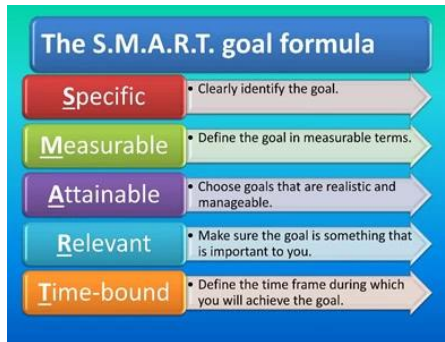 The S.M.A.R.T. goal formula
Specific
• Clearly identify the goal.
Measurable
• Define the goal in measurable terms.
Attainable
• Choose goals that are realistic and
manageable.
Relevant
• Make sure the goal is something that
is important to you.
Time-bound
• Define the time frame during which
you will achieve the goal.